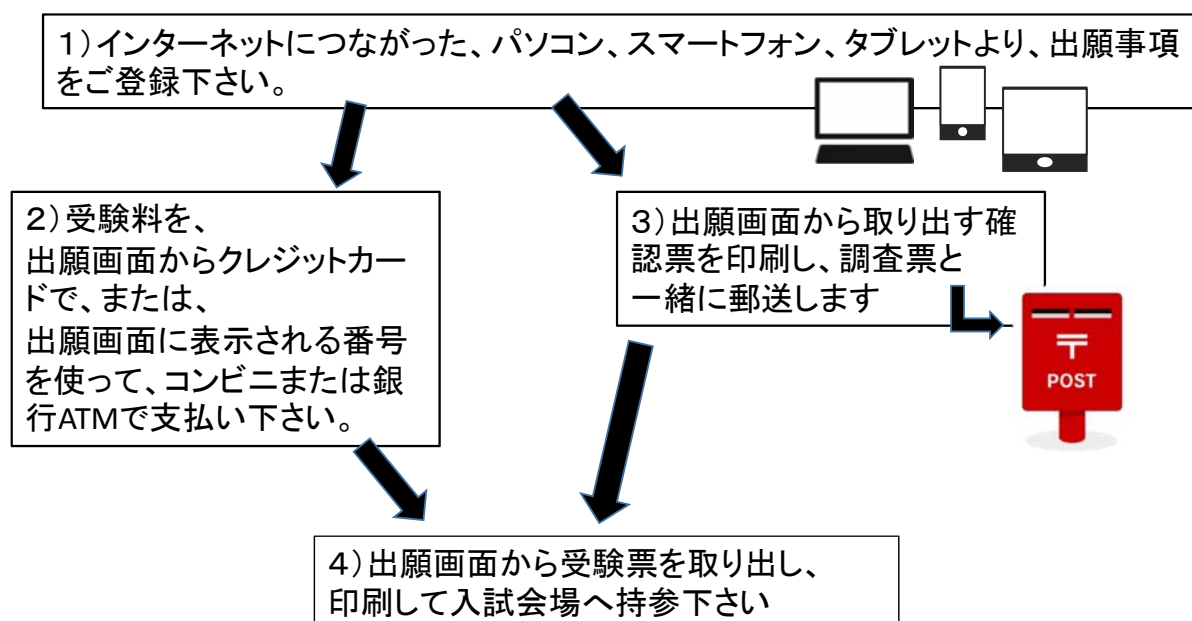 １）インターネットにつながった、パソコン、スマートフォン、タブレットより、出願事項
をご登録下さい。
２）受験料を、
出願画面からクレジットカー
ドで、または、
出願画面に表示される番号
を使って、コンビニまたは銀
行ATMで支払い下さい。
３）出願画面から取り出す確
認票を印刷し、調査票と
一緒に郵送します
〒
POST
４）出願画面から受験票を取り出し、
印刷して入試会場へ持参下さい